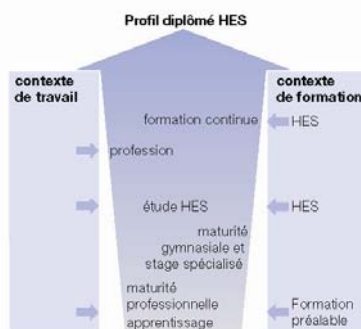 Profil diplômé HES
contexte
de travail
contexte
de formation
formation continue
HES
profession
étude HES
HES
maturité
gymnasiale et
stage spécialisé
maturité
professionnelle
apprentissage
Formation
préalable